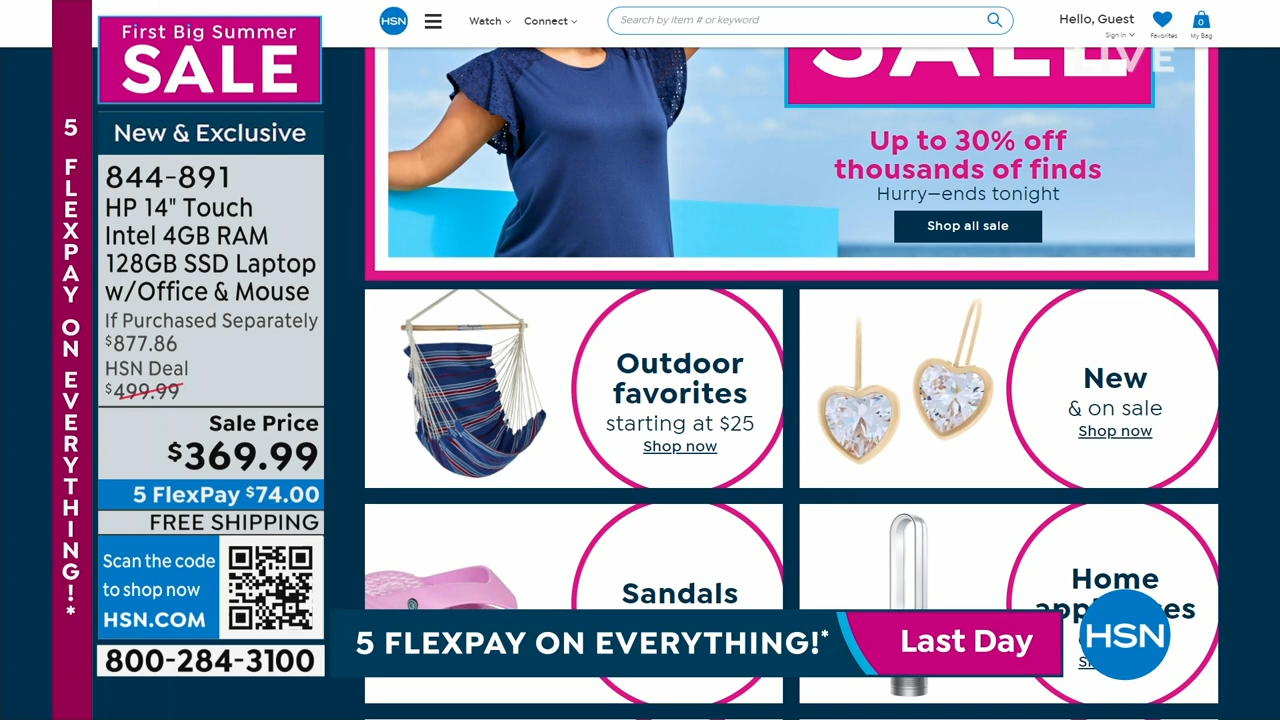 5 FLEXPAY ON EVERYTHING!*
First Big Summer
SALE
New & Exclusive
844-891
HP 14" Touch
Intel 4GB RAM
128GB SSD Laptop
w/Office & Mouse
If Purchased Separately
$877.86
HSN Deal
$499.99
Sale Price
$369.99
5 FlexPay $74.00
FREE SHIPPING
Scan the code
to shop now
HSN.COM
800-284-3100
HSN
Watch
Connect
Search by item # or keyword
Hello, Guest
Sign In
Favorites
0
My Bag
SALE
LIVE
Up to 30% off
thousands of finds
Hurry—ends tonight
Shop all sale
Outdoor
favorites
starting at $25
Shop now
New
& on sale
Shop now
Sandals
Home
5 FLEXPAY ON EVERYTHING!*
Last Day
HSN